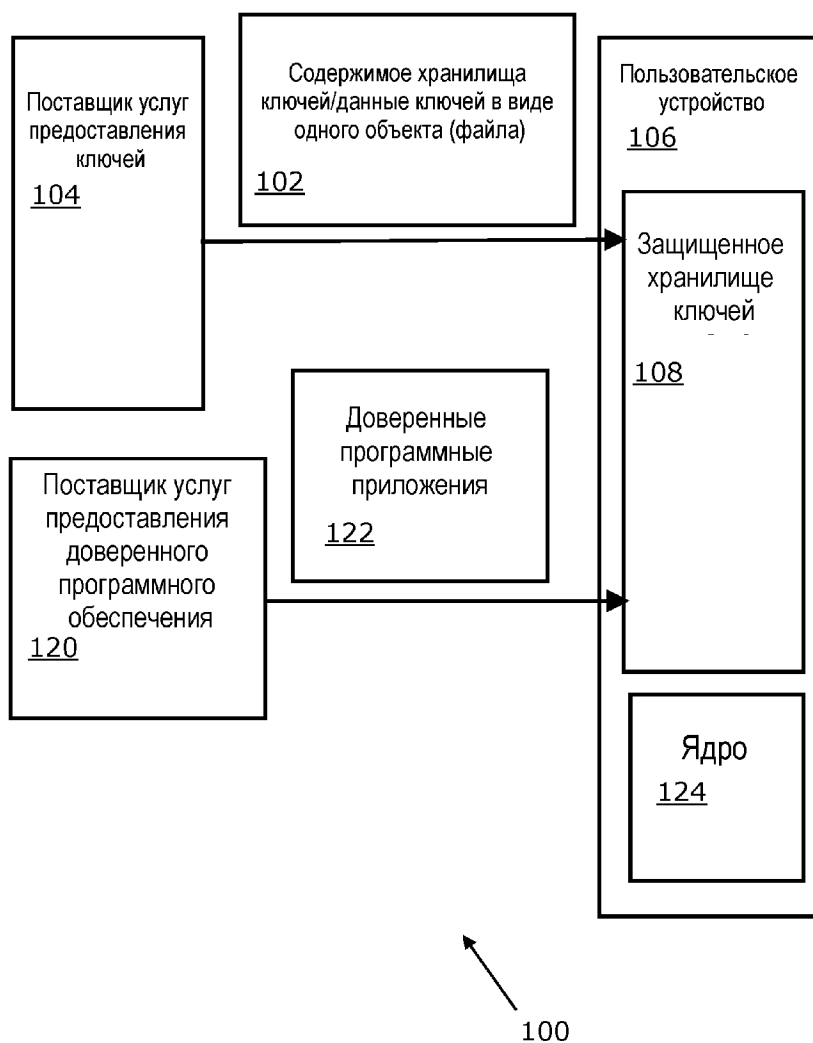 Поставщик услуг
предоставления
ключей
104
Содержимое хранилища
ключей/данные ключей в виде
одного объекта (файла)
102
Пользовательское
устройство
106
Защищенное
хранилище
ключей
108
Доверенные
программные
приложения
122
Поставщик услуг
предоставления
доверенного
программного
обеспечения
120
Ядро
124
100